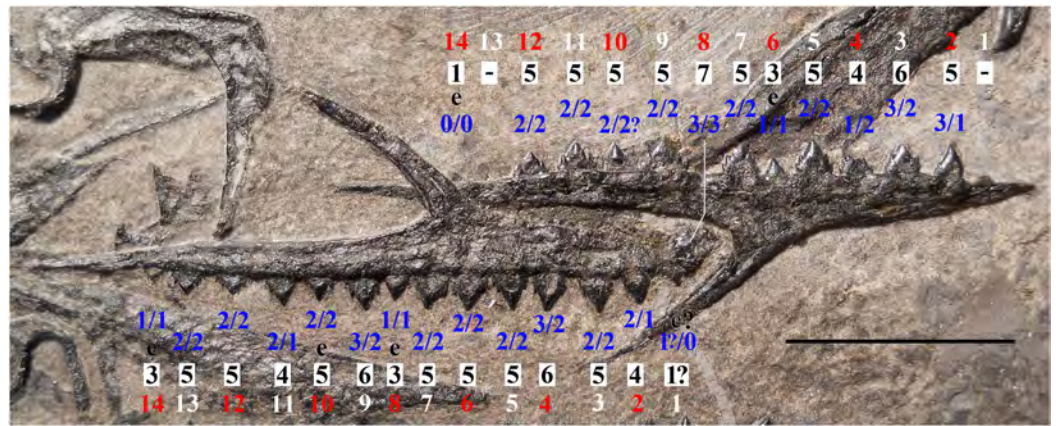 14 13 12 11 10 9 8 7 6 5 4 3 2 1
1 - 5 5 5 5 7 5 3 5 4 6 5 -
e e
0/0 2/2 2/2 2/2? 2/2 3/3 2/2 1/1 2/2 1/2 3/2 3/1
1/1 2/2 2/2 2/1 2/2 3/2 1/1 2/2 2/2 2/2 3/2 2/2 2/1 1?/0
e e e e?
3 5 5 4 5 6 3 5 5 5 6 5 4 1?
14 13 12 11 10 9 8 7 6 5 4 3 2 1